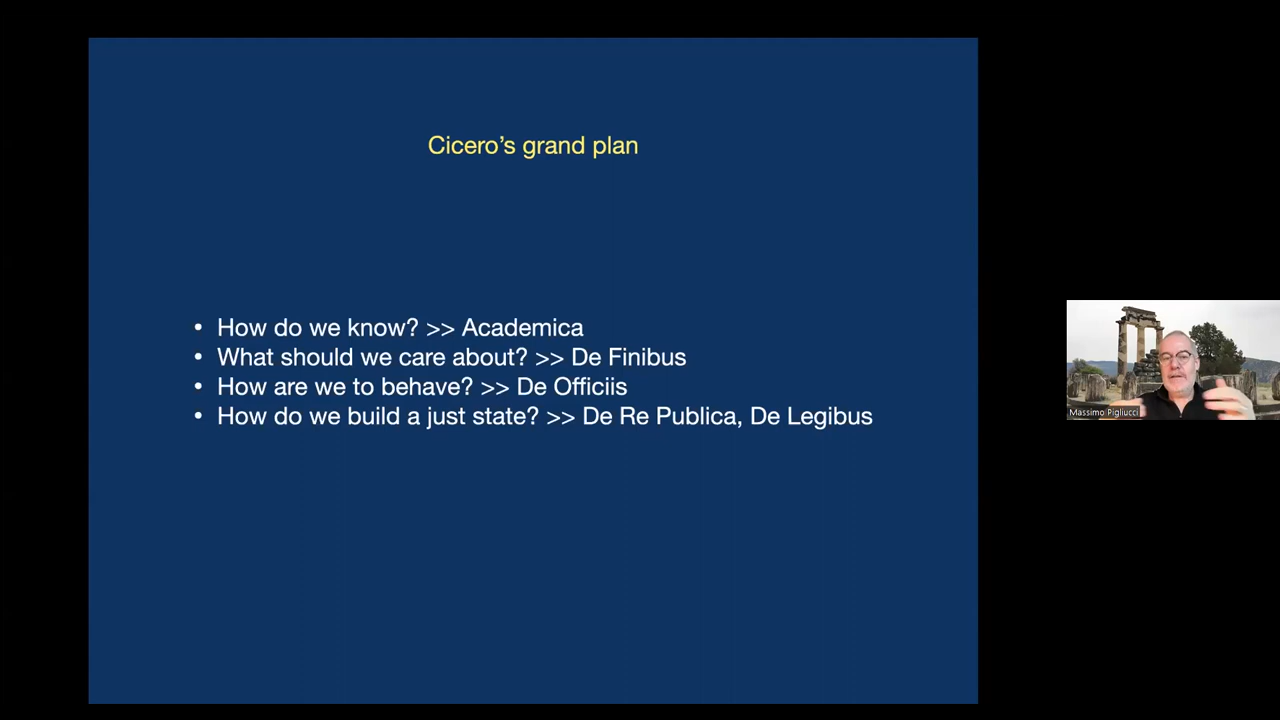 Cicero’s grand plan
• How do we know? >> Academica
• What should we care about? >> De Finibus
• How are we to behave? >> De Officiis
• How do we build a just state? >> De Re Publica, De Legibus
Massimo Pigliucci